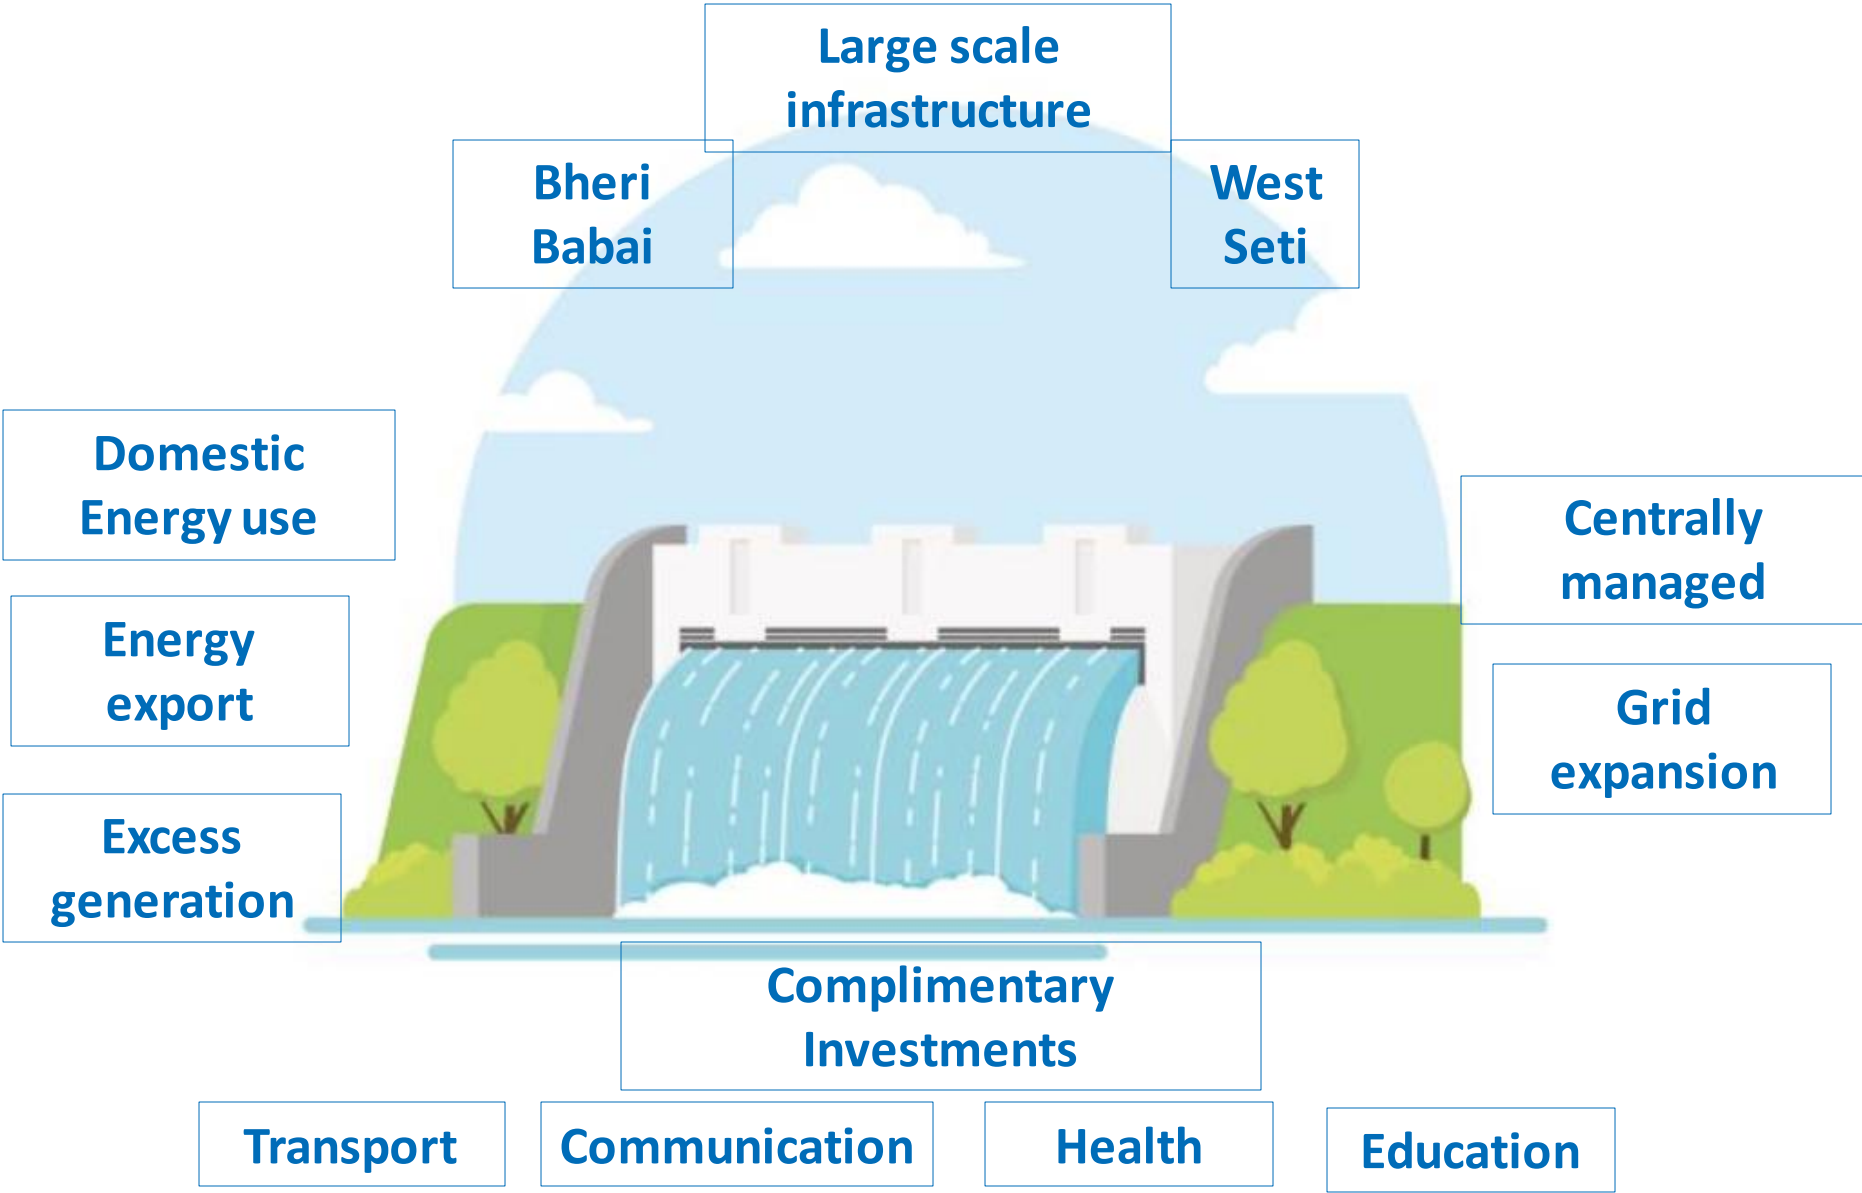 Large scale
infrastructure
Bheri
Babai
West
Seti
Domestic
Energy use
Centrally
managed
Energy
export
Grid
expansion
Excess
generation
Complimentary
Investments
Transport
Communication
Health
Education